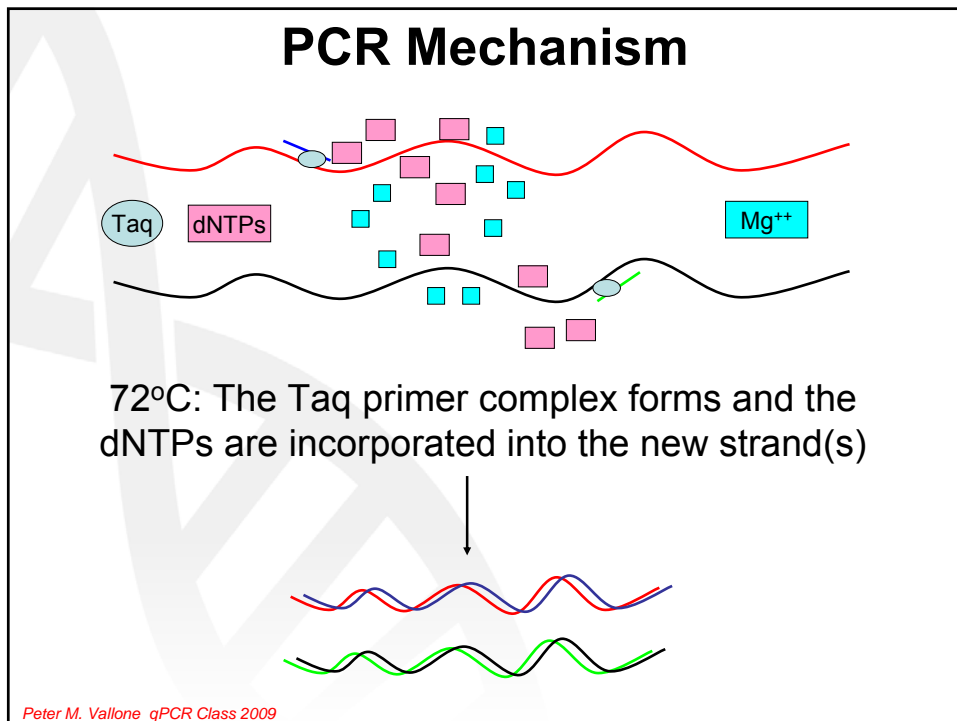 PCR Mechanism
Taq
dNTPs
Mg⁺⁺
72ᵒC: The Taq primer complex forms and the
dNTPs are incorporated into the new strand(s)
Peter M. Vallone qPCR Class 2009